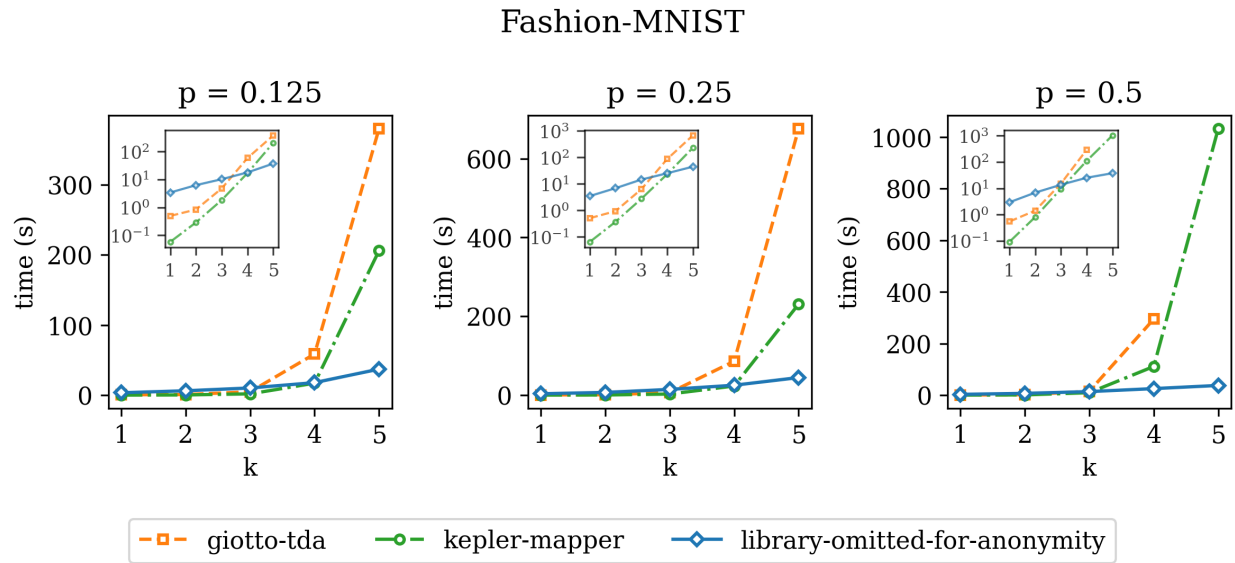 Fashion-MNIST
p = 0.125
time (s)
300
200
100
0
1 2 3 4 5
k
10^2
10^1
10^0
10^-1
1 2 3 4 5
p = 0.25
time (s)
600
400
200
0
1 2 3 4 5
k
10^3
10^2
10^1
10^0
10^-1
1 2 3 4 5
p = 0.5
time (s)
1000
800
600
400
200
0
1 2 3 4 5
k
10^3
10^2
10^1
10^0
10^-1
1 2 3 4 5
giotto-tda kepler-mapper library-omitted-for-anonymity